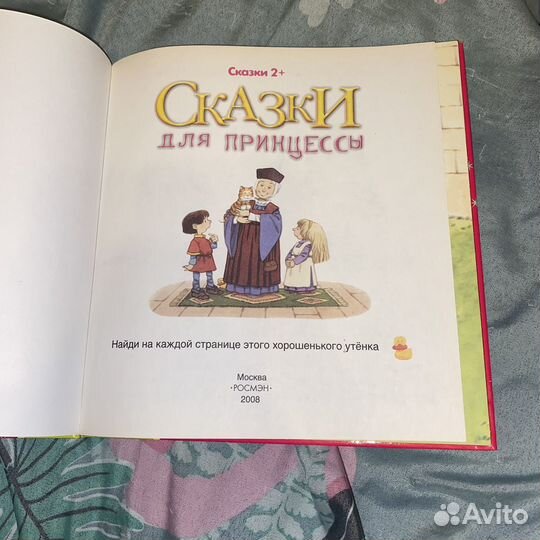 Сказки 2+
СКАЗКИ
ДЛЯ ПРИНЦЕССЫ
Найди на каждой странице этого хорошенького утёнка
Москва
·РОСМЭН·
2008
Avito